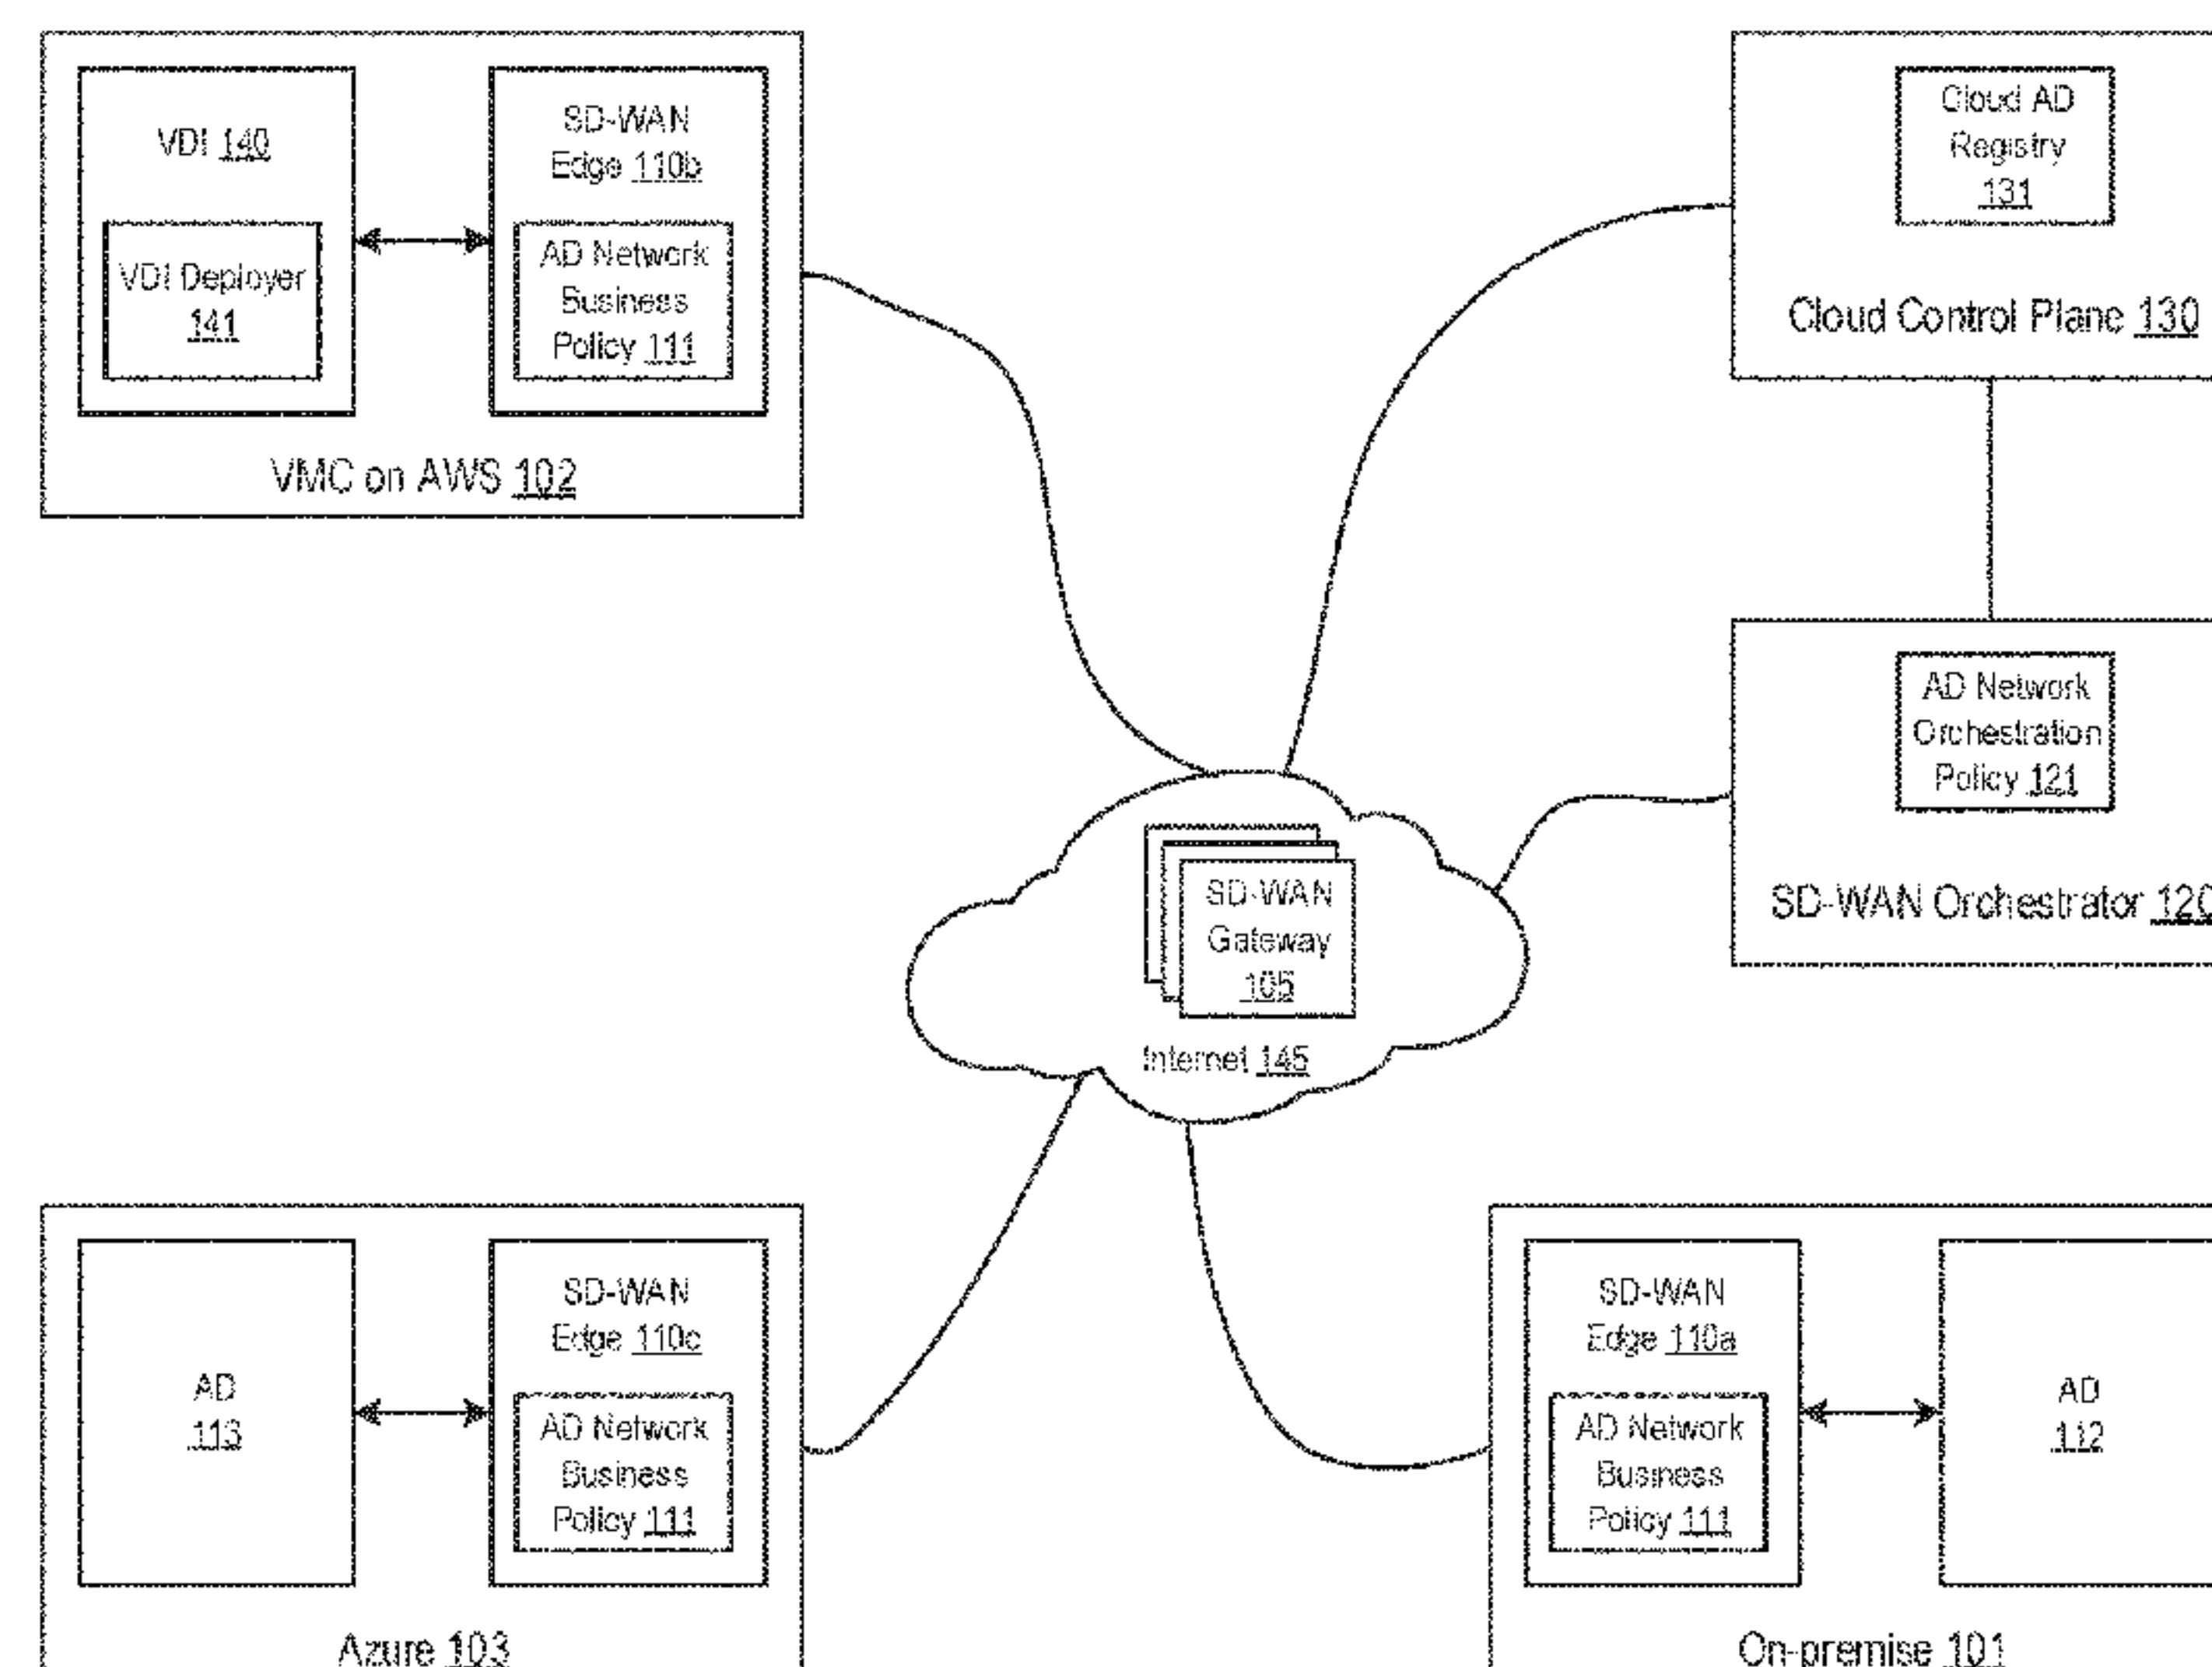 VDI 140
VDI Deployer
141
SD-WAN
Edge 110b
AD Network
Business
Policy 111
VMC on AWS 102
Cloud AD
Registry
131
Cloud Control Plane 130
AD Network
Orchestration
Policy 121
SD-WAN Orchestrator 120
SD-WAN
Gateway
105
Internet 145
AD
113
SD-WAN
Edge 110c
AD Network
Business
Policy 111
Azure 103
SD-WAN
Edge 110a
AD Network
Business
Policy 111
AD
112
On-premise 101